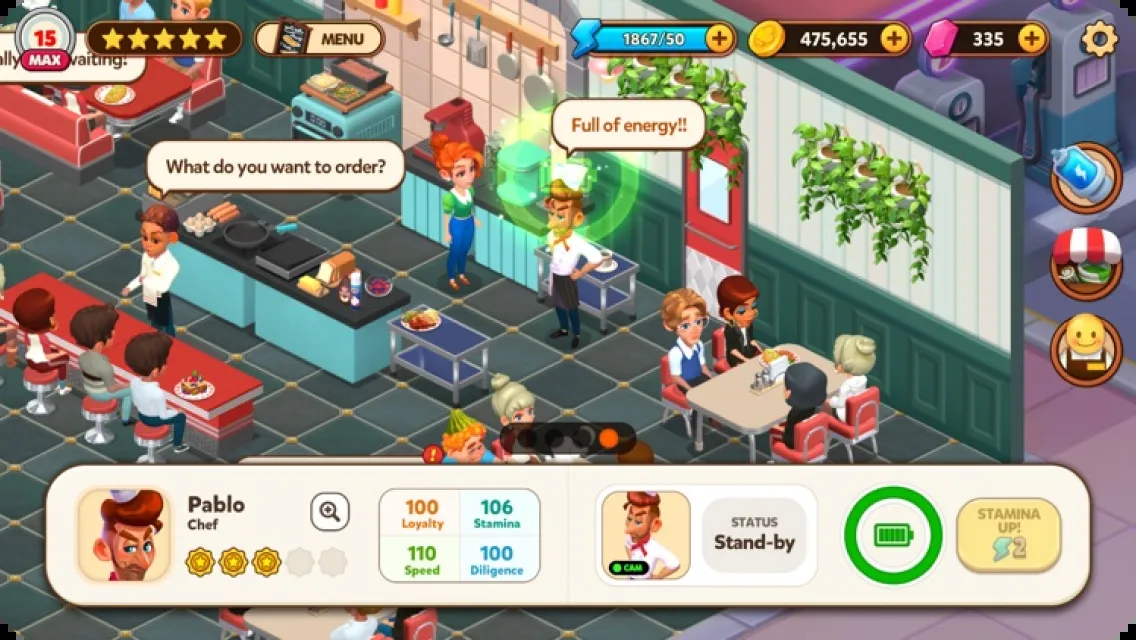 15
MAX
MENU
1867/50
475,655
335
waiting!
Full of energy!!
What do you want to order?
Pablo
Chef
100
Loyalty
106
Stamina
110
Speed
100
Diligence
CAM
STATUS
Stand-by
STAMINA
UP!
2